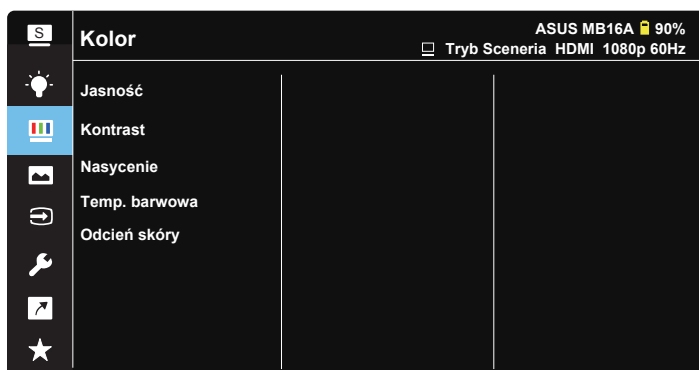 S
Kolor
ASUS MB16A 90%
Tryb Sceneria HDMI 1080p 60Hz
Jasność
Kontrast
Nasycenie
Temp. barwowa
Odcień skóry